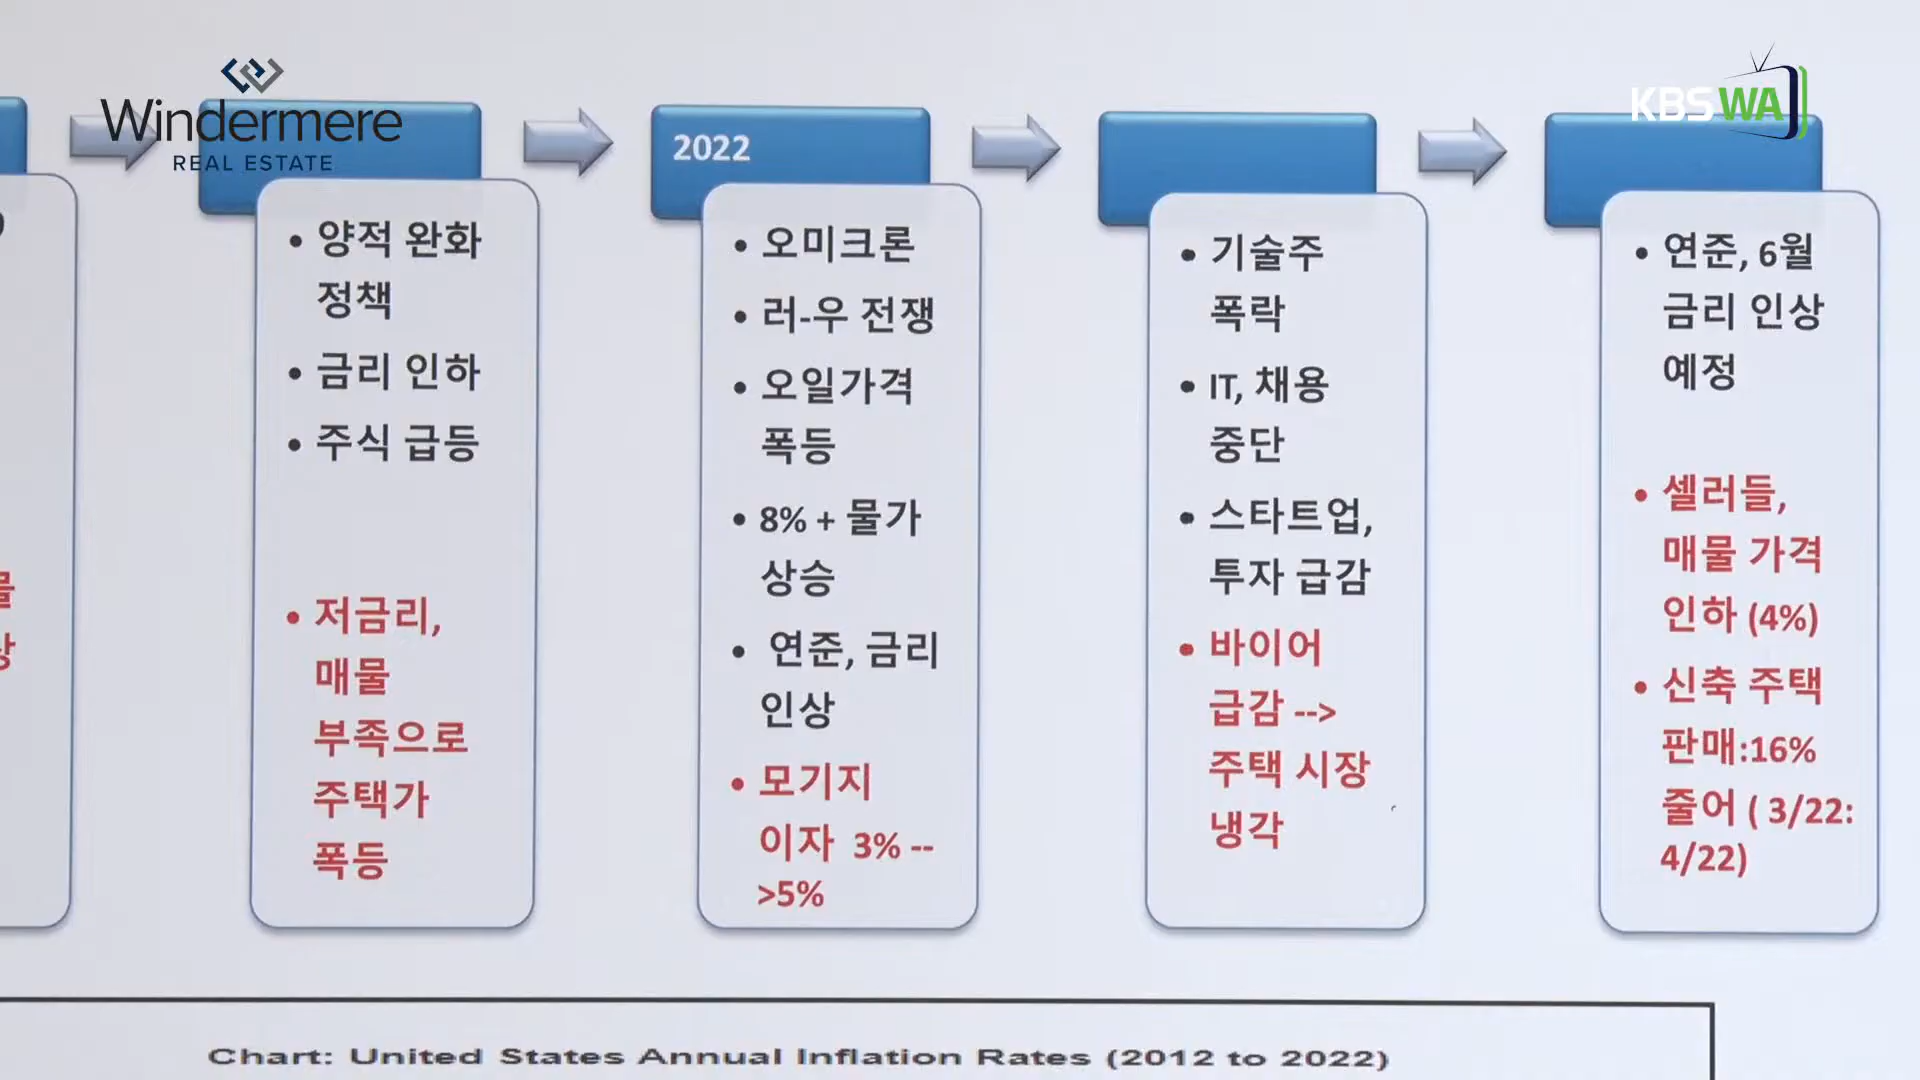 Windermere
REAL ESTATE
KBS WA
양적 완화
정책
금리 인하
주식 급등
저금리,
매물
부족으로
주택가
폭등
2022
오미크론
러-우 전쟁
오일가격
폭등
8% + 물가
상승
연준, 금리
인상
모기지
이자 3% --
>5%
기술주
폭락
IT, 채용
중단
스타트업,
투자 급감
바이어
급감 -->
주택 시장
냉각
연준, 6월
금리 인상
예정
셀러들,
매물 가격
인하 (4%)
신축 주택
판매:16%
줄어 ( 3/22:
4/22)
Chart: United States Annual Inflation Rates (2012 to 2022)